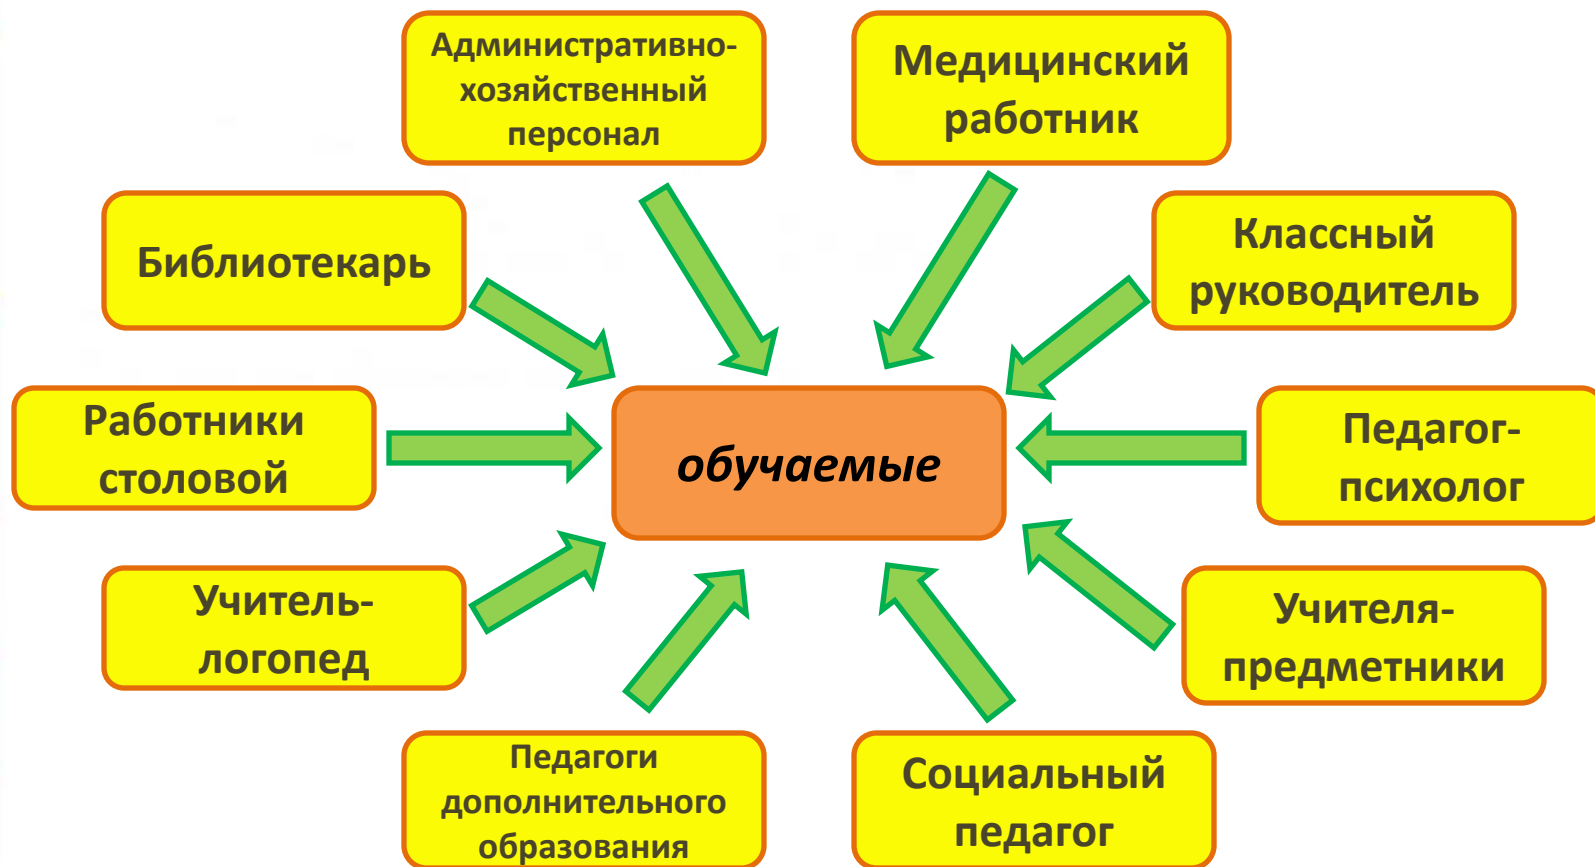 Административно-
хозяйственный
персонал
Медицинский
работник
Библиотекарь
Классный
руководитель
Работники
столовой
обучаемые
Педагог-
психолог
Учитель-
логопед
Учителя-
предметники
Педагоги
дополнительного
образования
Социальный
педагог